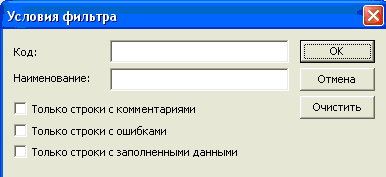 Условия фильтра
Код:
OK
Наименование:
Отмена
Очистить
Только строки с комментариями
Только строки с ошибками
Только строки с заполненными данными